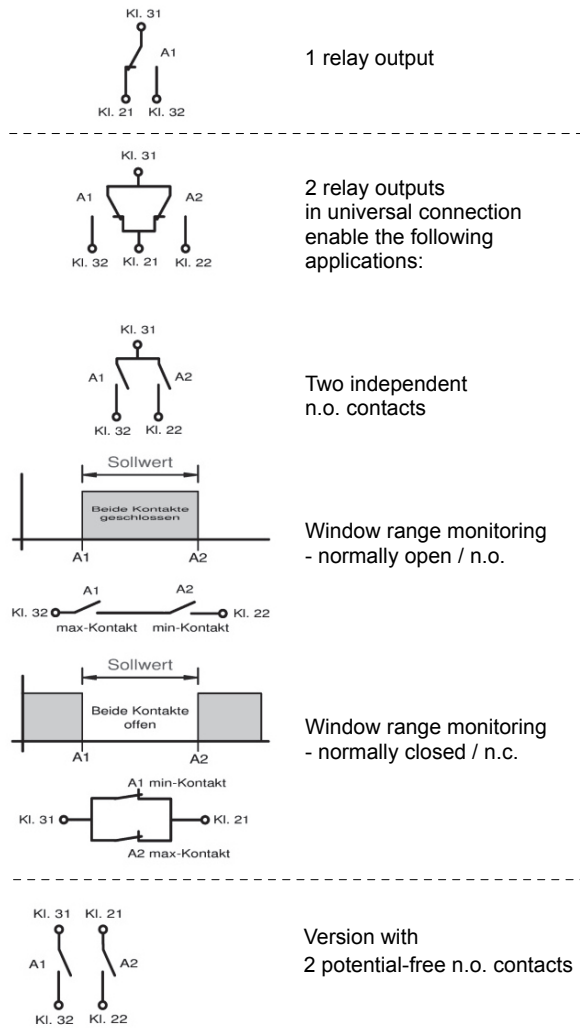 Kl. 31
A1
1 relay output
Kl. 21 Kl. 32
Kl. 31
A1 A2
2 relay outputs
in universal connection
enable the following
applications:
Kl. 32 Kl. 21 Kl. 22
Kl. 31
A1 A2
Two independent
n.o. contacts
Kl. 32 Kl. 22
Sollwert
Beide Kontakte
geschlossen
A1 A2
Window range monitoring
- normally open / n.o.
A1 A2
Kl. 32 Kl. 22
max-Kontakt min-Kontakt
Sollwert
Beide Kontakte
offen
A1 A2
Window range monitoring
- normally closed / n.c.
A1 min-Kontakt
Kl. 31 Kl. 21
A2 max-Kontakt
Kl. 31 Kl. 21
A1 A2
Version with
2 potential-free n.o. contacts
Kl. 32 Kl. 22